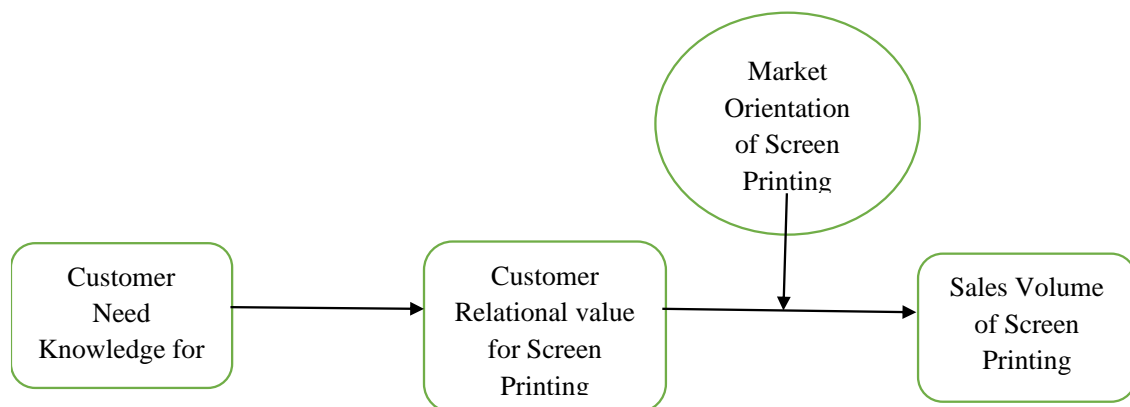 Market
Orientation
of Screen
Printing
Customer
Need
Knowledge for
Customer
Relational value
for Screen
Printing
Sales Volume
of Screen
Printing